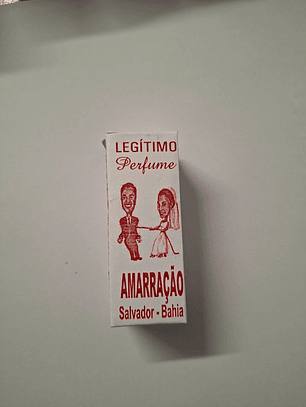 LEGÍTIMO
Perfume
AMARRAÇÃO
Salvador - Bahia